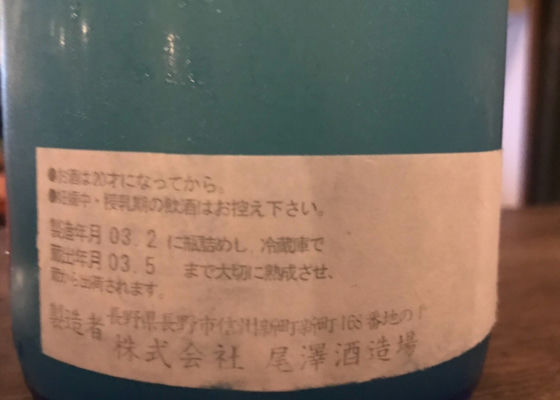 ●お酒は20才になってから。
●妊娠中・授乳期の飲酒はお控え下さい。
製造年月 03.2 に瓶詰めし、冷蔵庫で
蔵出年月 03.5 まで大切に熟成させ、
蔵から出荷されます。
製造者 長野県長野市信州新町新町168番地の1
株式会社 尾澤酒造場